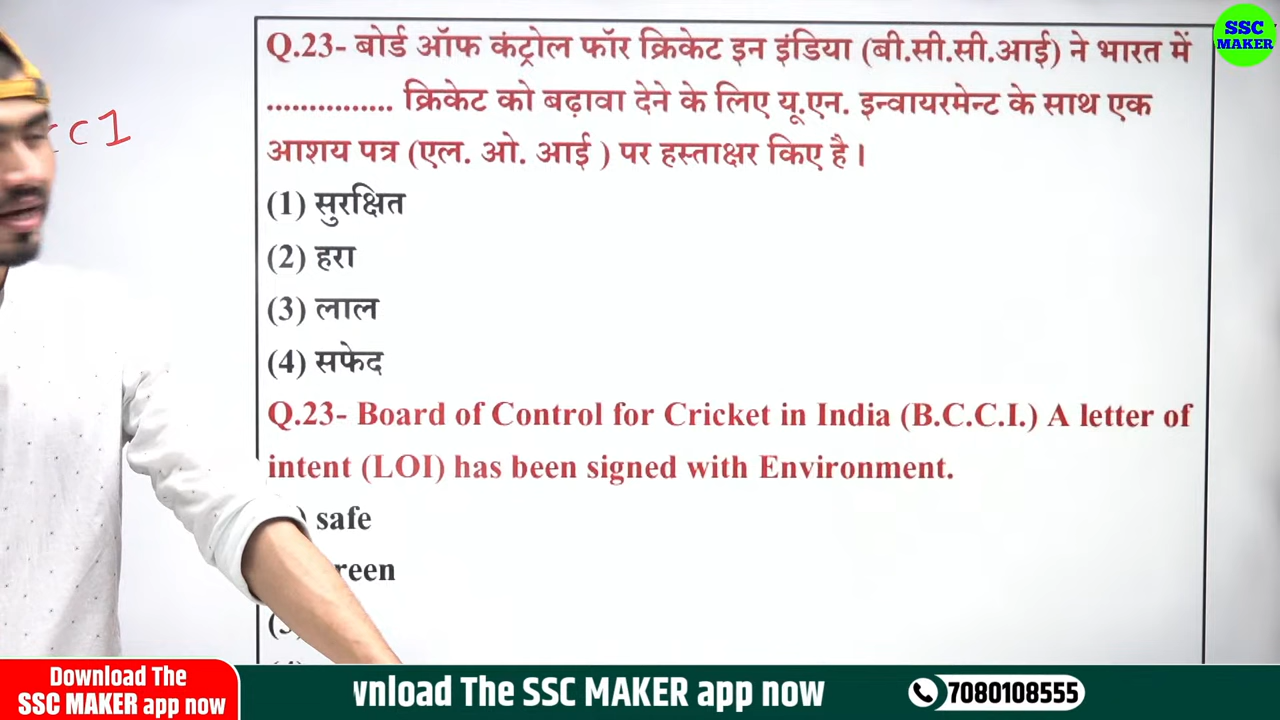 SSC
MAKER
Q.23- बोर्ड ऑफ कंट्रोल फॉर क्रिकेट इन इंडिया (बी.सी.सी.आई) ने भारत में
............... क्रिकेट को बढ़ावा देने के लिए यू.एन. इन्वायरमेन्ट के साथ एक
आशय पत्र (एल. ओ. आई ) पर हस्ताक्षर किए है।
(1) सुरक्षित
(2) हरा
(3) लाल
(4) सफेद
Q.23- Board of Control for Cricket in India (B.C.C.I.) A letter of
intent (LOI) has been signed with Environment.
safe
Download The
SSC MAKER app now
The SSC MAKER app now
7080108555